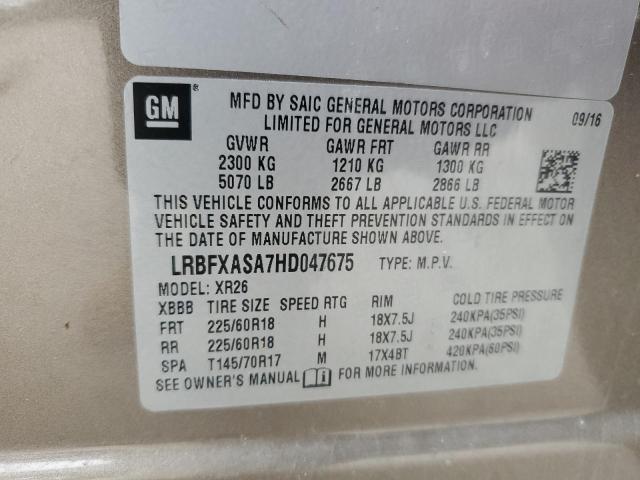 GM ®
MFD BY SAIC GENERAL MOTORS CORPORATION
LIMITED FOR GENERAL MOTORS LLC
09/16
GVWR GAWR FRT GAWR RR
2300 KG 1210 KG 1300 KG
5070 LB 2667 LB 2866 LB
THIS VEHICLE CONFORMS TO ALL APPLICABLE U.S. FEDERAL MOTOR
VEHICLE SAFETY AND THEFT PREVENTION STANDARDS IN EFFECT ON
THE DATE OF MANUFACTURE SHOWN ABOVE.
LRBFXASA7HD047675 TYPE: M.P.V.
MODEL: XR26
XBBB TIRE SIZE SPEED RTG RIM COLD TIRE PRESSURE
FRT 225/60R18 H 18X7.5J 240KPA(35PSI)
RR 225/60R18 H 18X7.5J 240KPA(35PSI)
SPA T145/70R17 M 17X4BT 420KPA(60PSI)
SEE OWNER'S MANUAL FOR MORE INFORMATION.